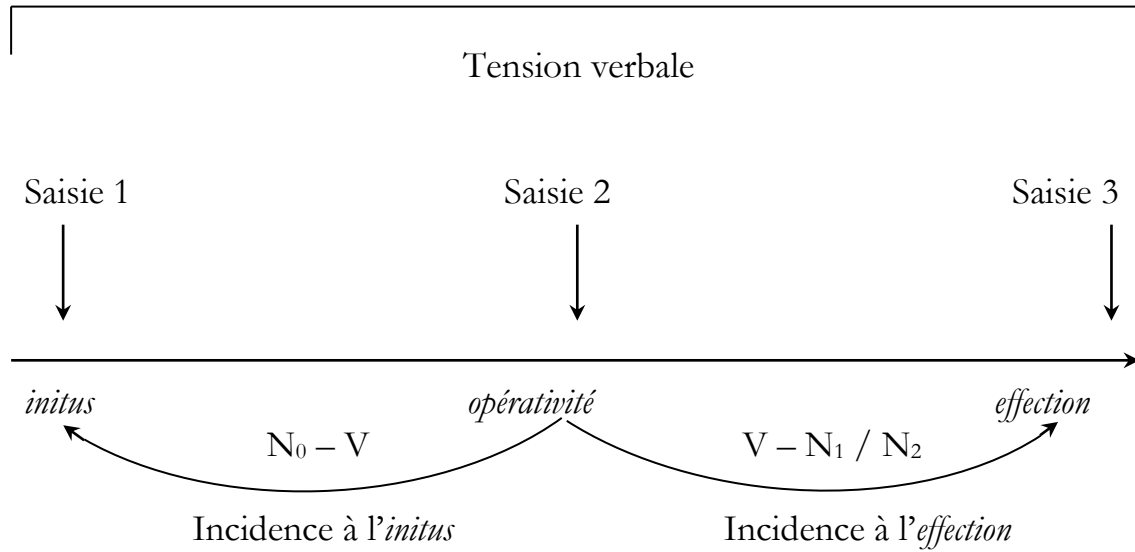 Tension verbale
Saisie 1 Saisie 2 Saisie 3
initus opérativité effection
N₀ – V V – N₁ / N₂
Incidence à l’initus Incidence à l’effection